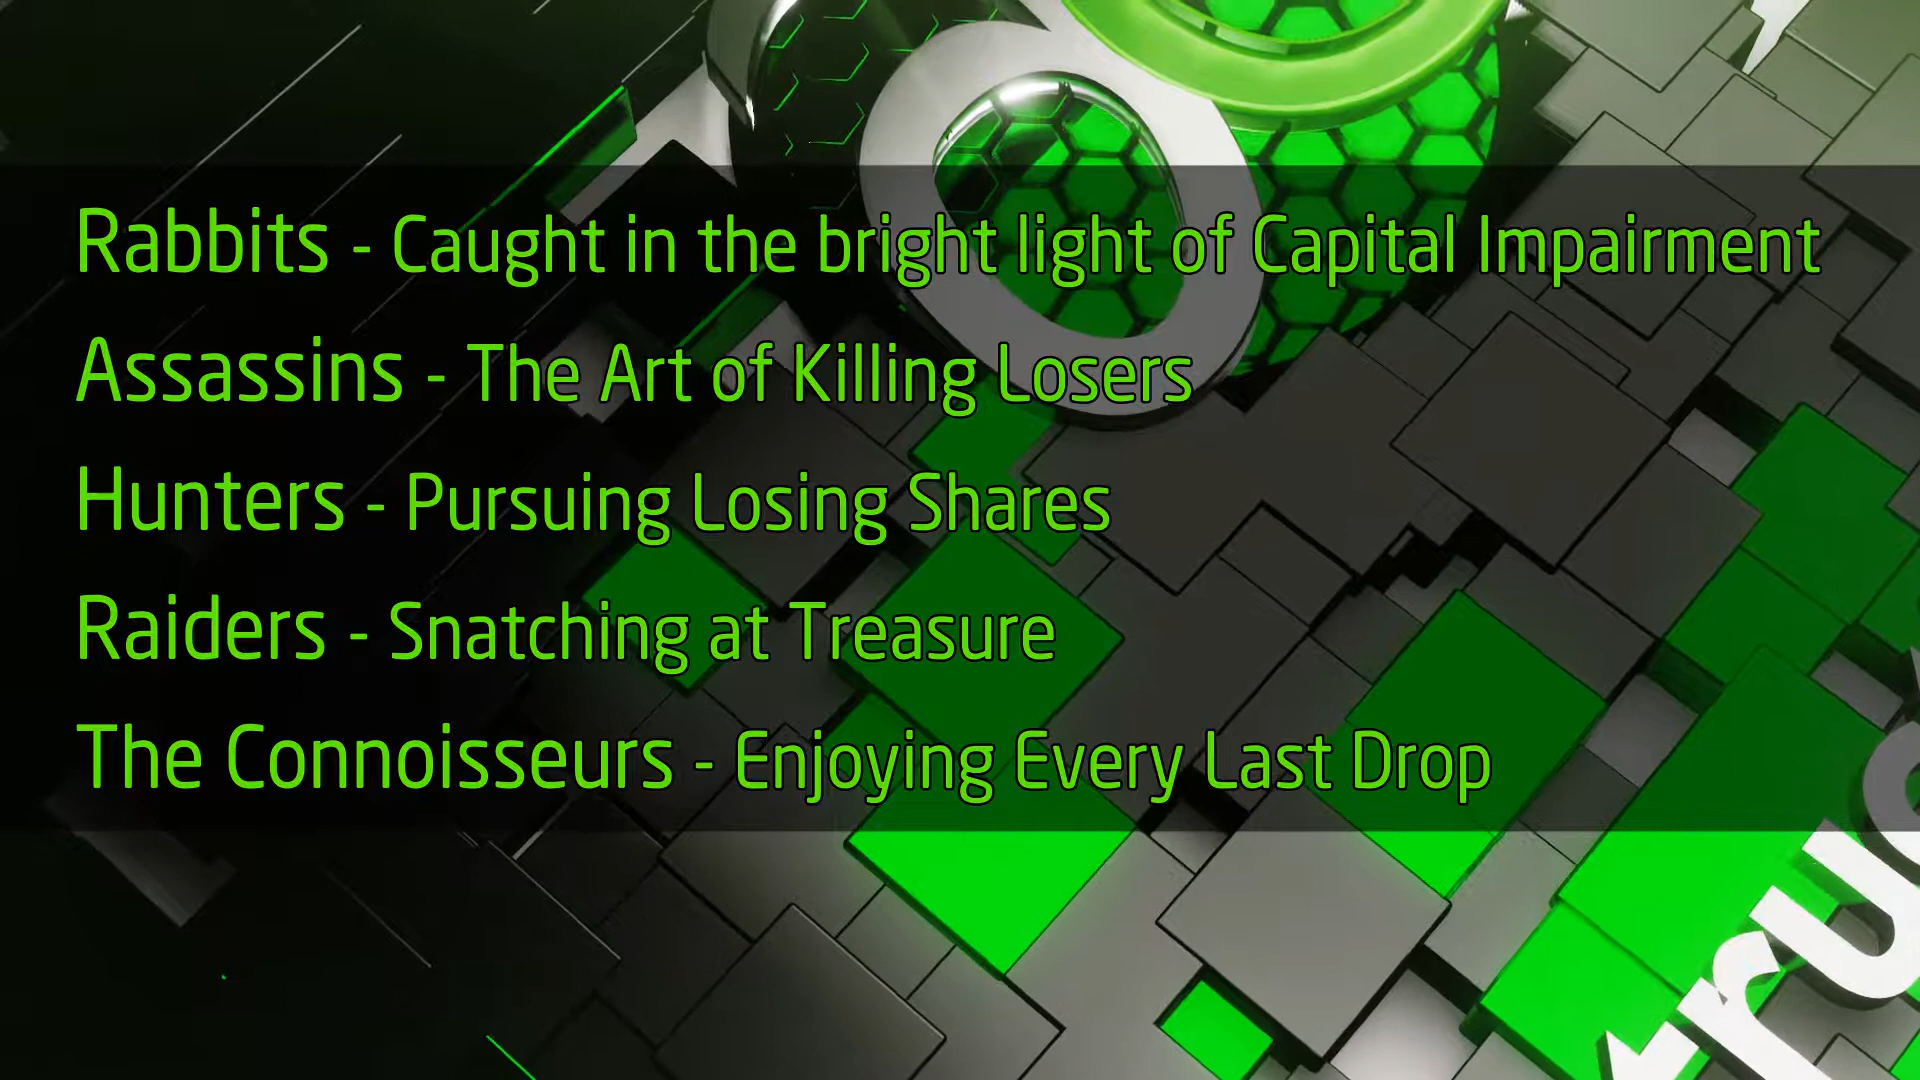 Rabbits - Caught in the bright light of Capital Impairment
Assassins - The Art of Killing Losers
Hunters - Pursuing Losing Shares
Raiders - Snatching at Treasure
The Connoisseurs - Enjoying Every Last Drop